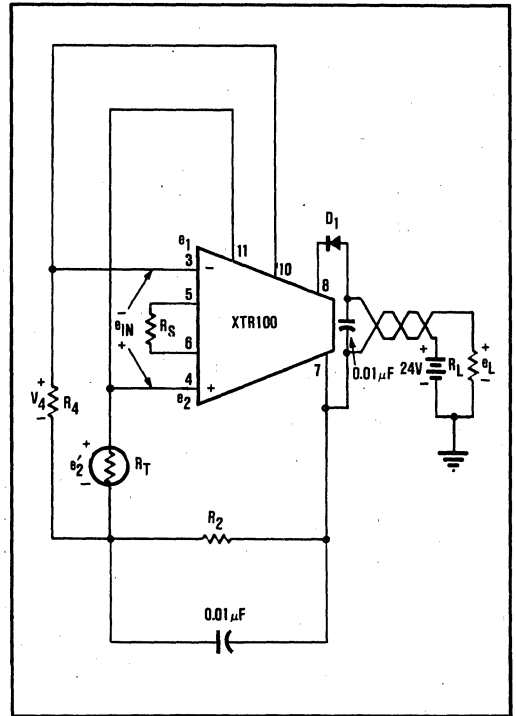 e1
3
−
11
10
D1
8
−
eIN
+
5
RS
6
XTR100
+
V4
−
R4
4
+
e2
7
0.01µF
+
24V
−
RL
+
eL
−
+
e2′
−
RT
R2
0.01µF